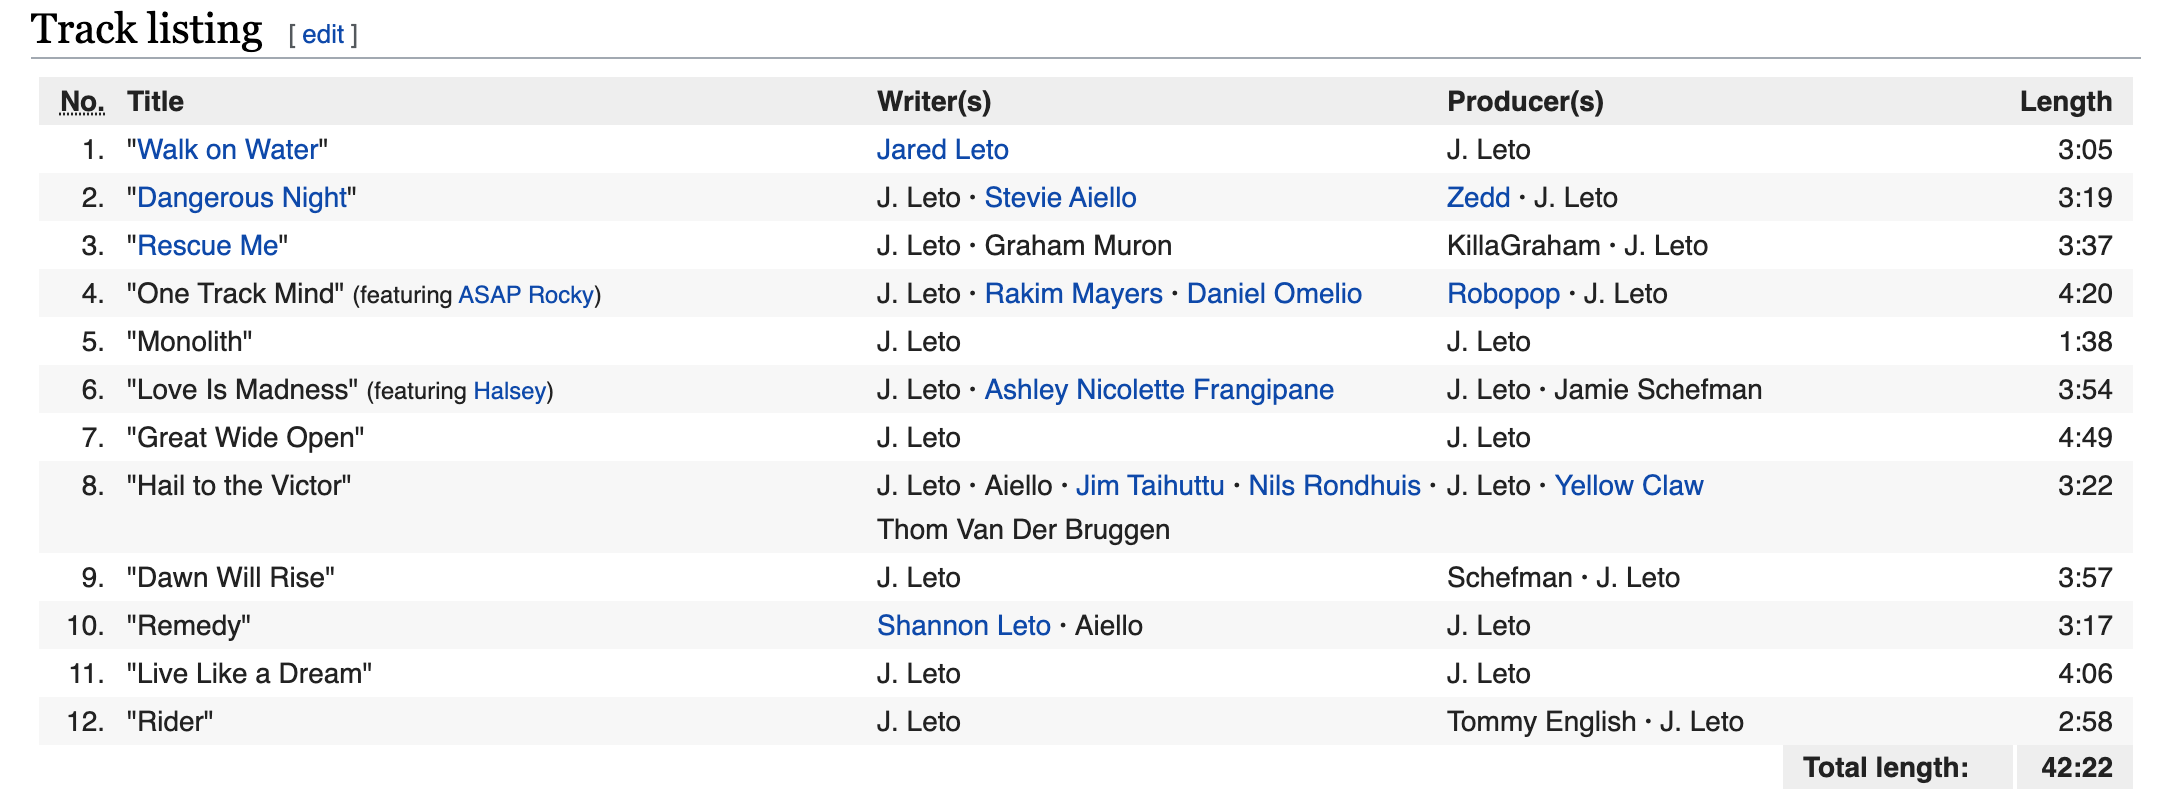 Track listing [ edit ]
No. Title Writer(s) Producer(s) Length
1. "Walk on Water" Jared Leto J. Leto 3:05
2. "Dangerous Night" J. Leto · Stevie Aiello Zedd · J. Leto 3:19
3. "Rescue Me" J. Leto · Graham Muron KillaGraham · J. Leto 3:37
4. "One Track Mind" (featuring ASAP Rocky) J. Leto · Rakim Mayers · Daniel Omelio Robopop · J. Leto 4:20
5. "Monolith" J. Leto J. Leto 1:38
6. "Love Is Madness" (featuring Halsey) J. Leto · Ashley Nicolette Frangipane J. Leto · Jamie Schefman 3:54
7. "Great Wide Open" J. Leto J. Leto 4:49
8. "Hail to the Victor" J. Leto · Aiello · Jim Taihuttu · Nils Rondhuis · J. Leto · Yellow Claw 3:22
Thom Van Der Bruggen
9. "Dawn Will Rise" J. Leto Schefman · J. Leto 3:57
10. "Remedy" Shannon Leto · Aiello J. Leto 3:17
11. "Live Like a Dream" J. Leto J. Leto 4:06
12. "Rider" J. Leto Tommy English · J. Leto 2:58
Total length: 42:22